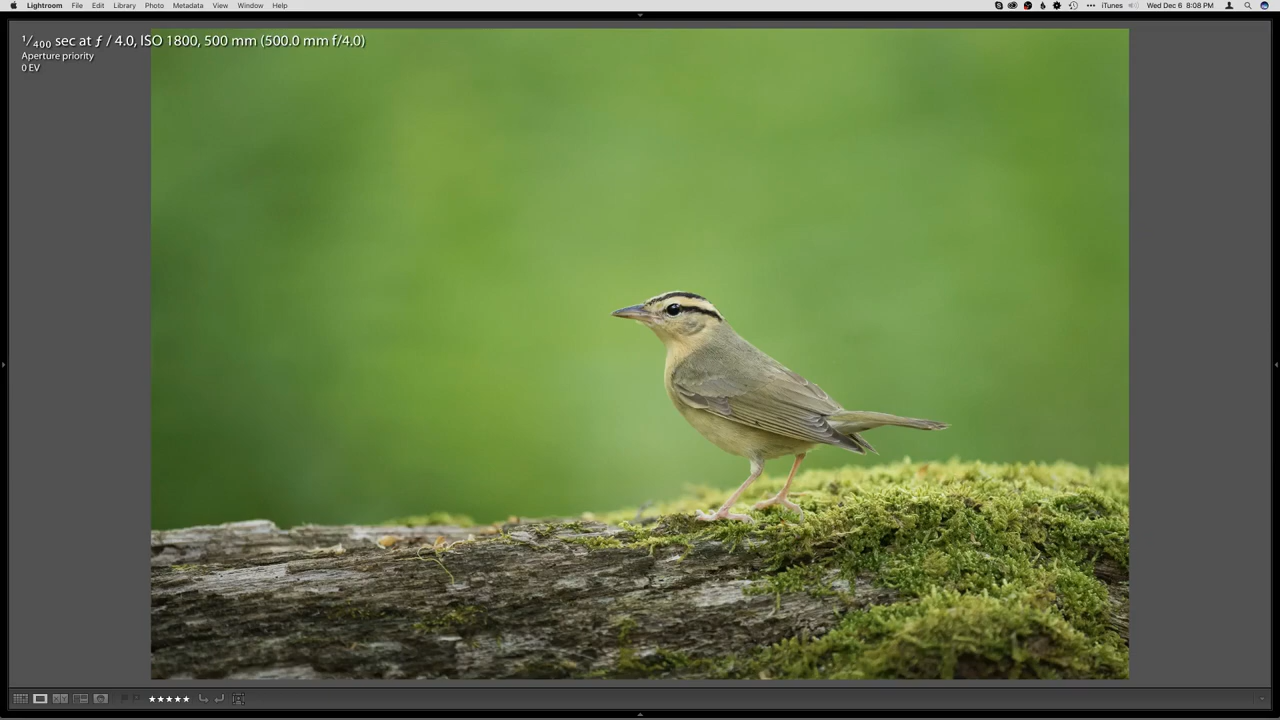 Lightroom File Edit Library Photo Metadata View Window Help iTunes Wed Dec 6 8:08 PM
1/400 sec at ƒ / 4.0, ISO 1800, 500 mm (500.0 mm f/4.0)
Aperture priority
0 EV